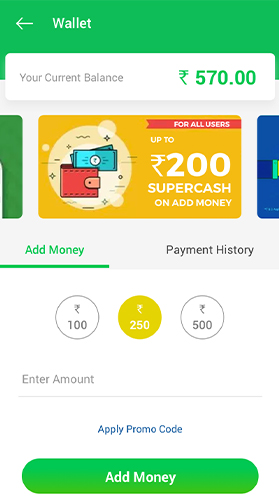 Wallet
Your Current Balance ₹ 570.00
FOR ALL USERS
UP TO
₹200
SUPERCASH
ON ADD MONEY
Add Money Payment History
₹ ₹ ₹
100 250 500
Enter Amount
Apply Promo Code
Add Money